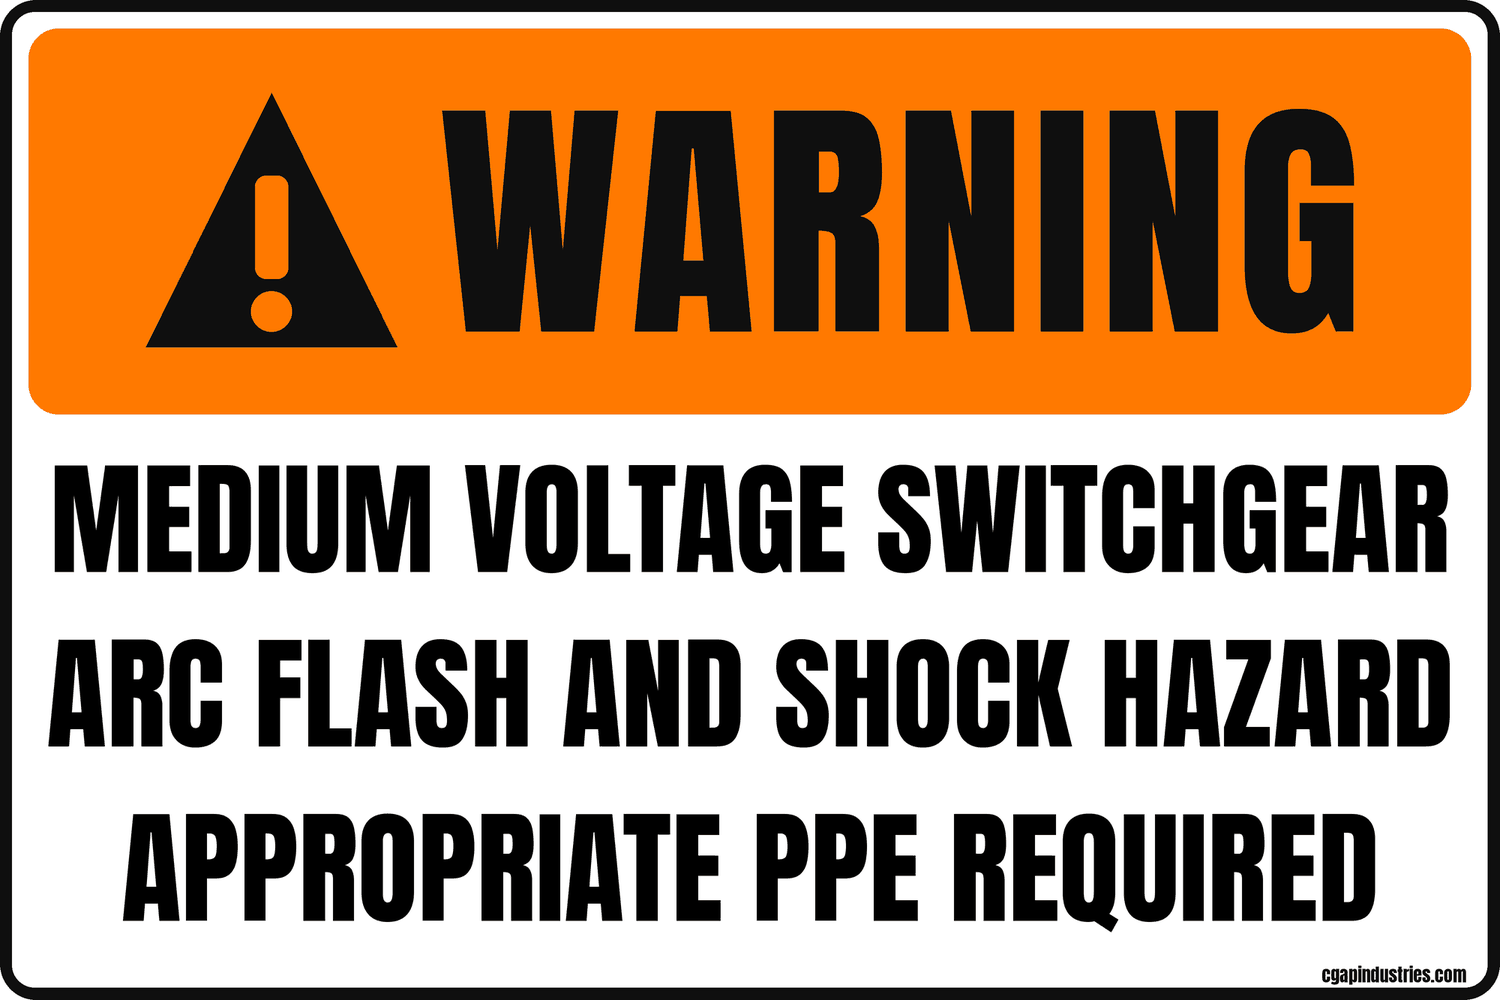 WARNING
MEDIUM VOLTAGE SWITCHGEAR
ARC FLASH AND SHOCK HAZARD
APPROPRIATE PPE REQUIRED
cgapindustries.com